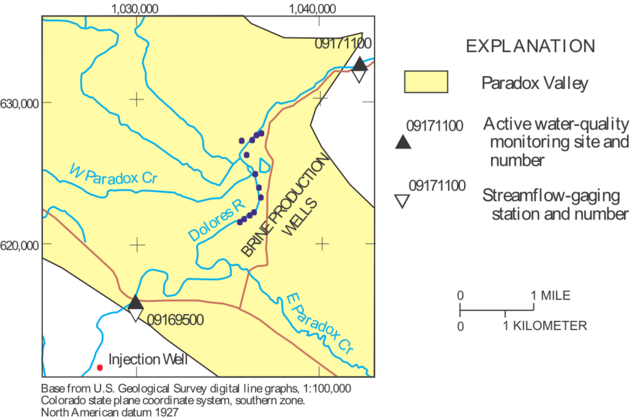 1,030,000
1,040,000
09171100
630,000
W Paradox Cr
Dolores R
BRINE PRODUCTION
WELLS
620,000
E Paradox Cr
09169500
Injection Well
EXPLANATION
Paradox Valley
09171100
Active water-quality
monitoring site and
number
09171100
Streamflow-gaging
station and number
0 1 MILE
0 1 KILOMETER
Base from U.S. Geological Survey digital line graphs, 1:100,000
Colorado state plane coordinate system, southern zone.
North American datum 1927